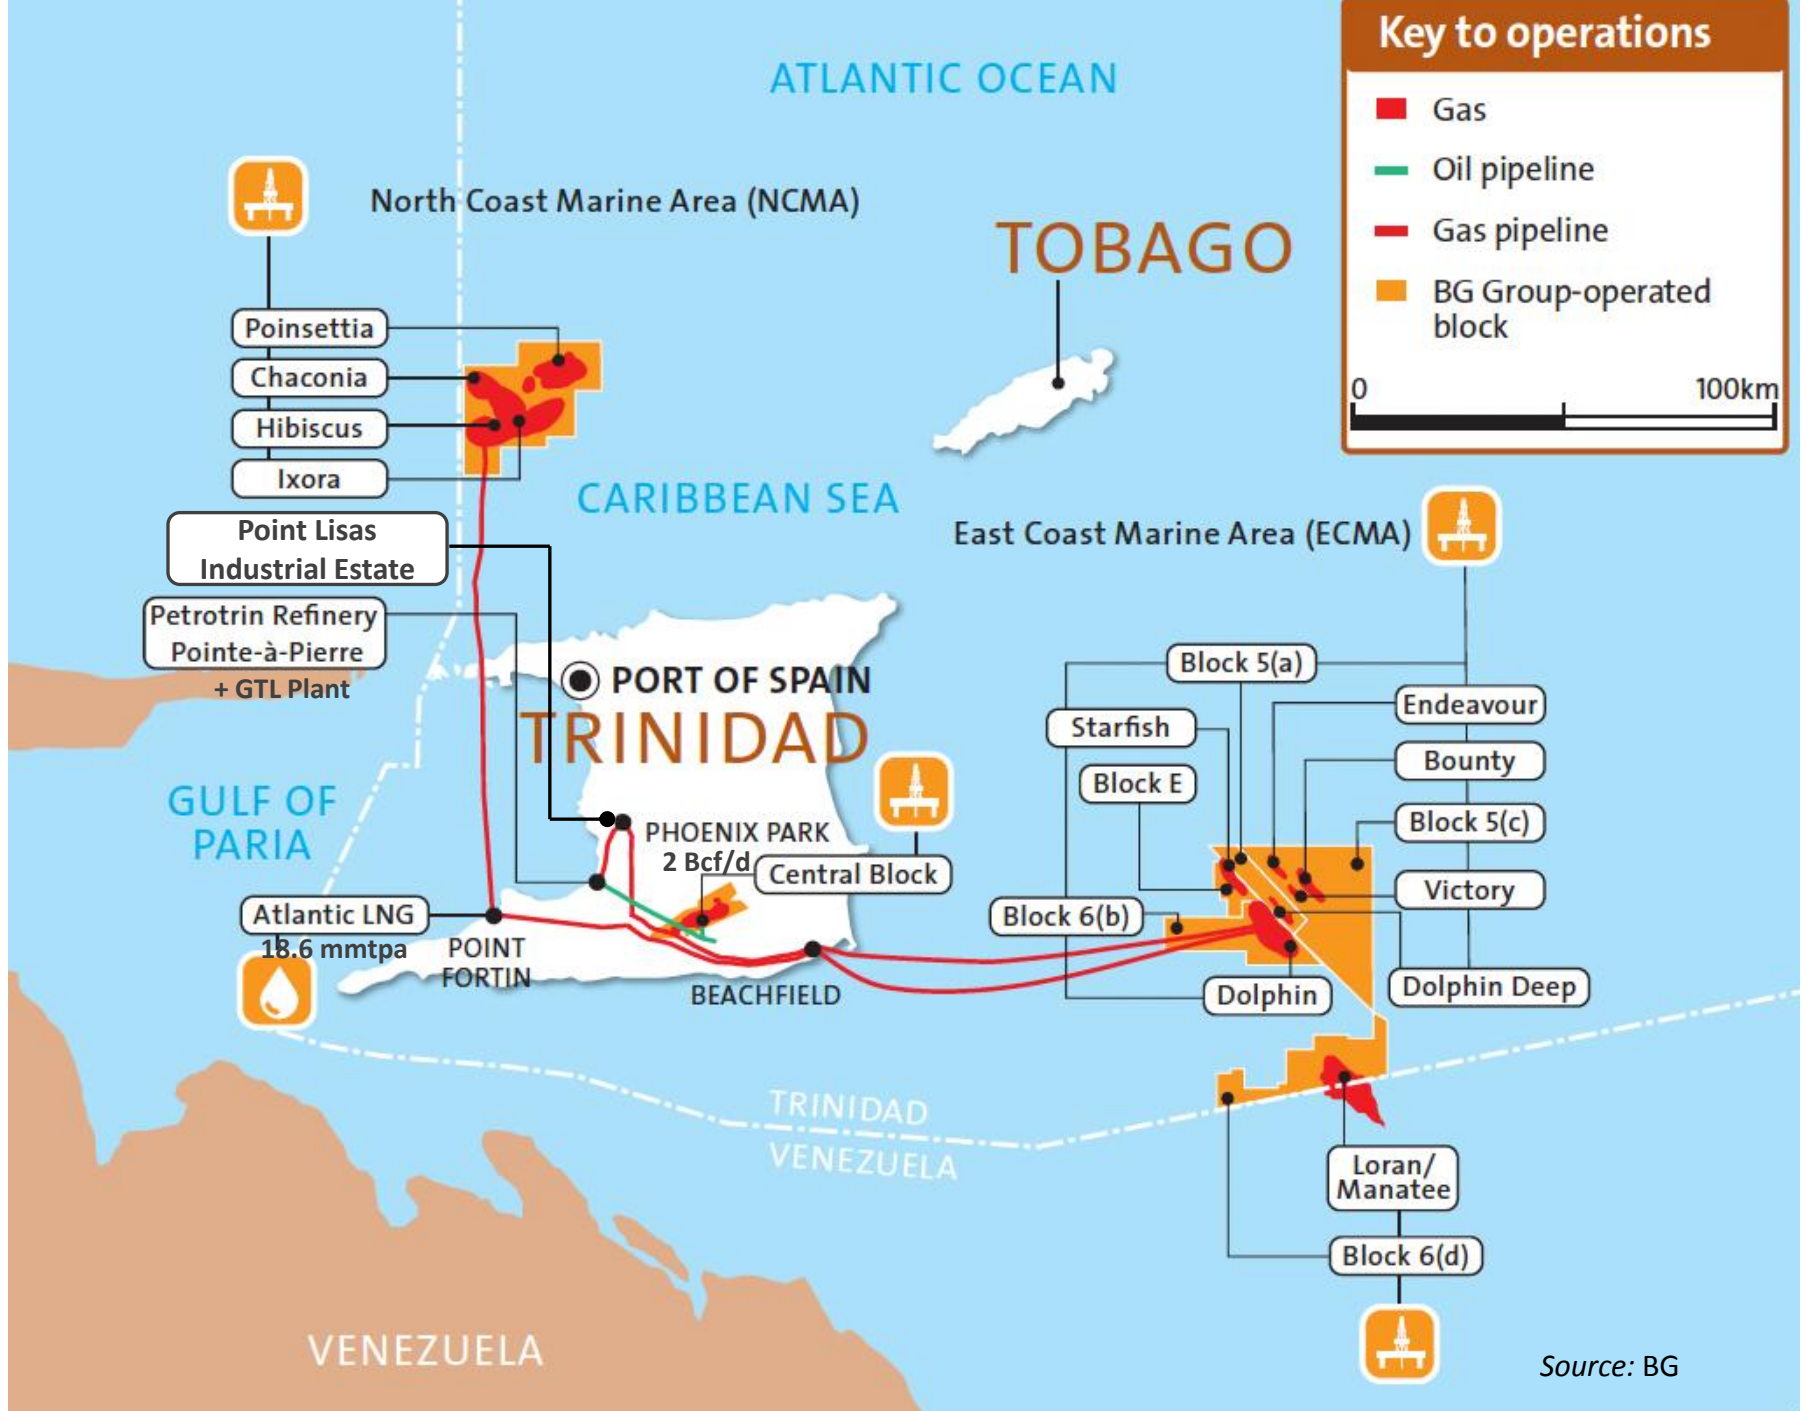 Key to operations
Gas
Oil pipeline
Gas pipeline
BG Group-operated
block
0 100km
ATLANTIC OCEAN
North Coast Marine Area (NCMA)
TOBAGO
Poinsettia
Chaconia
Hibiscus
Ixora
CARIBBEAN SEA
Point Lisas
Industrial Estate
East Coast Marine Area (ECMA)
Petrotrin Refinery
Pointe-à-Pierre
+ GTL Plant
PORT OF SPAIN
TRINIDAD
Block 5(a)
Endeavour
Starfish
Bounty
Block E
Block 5(c)
GULF OF
PARIA
PHOENIX PARK
2 Bcf/d
Central Block
Victory
Atlantic LNG
18.6 mmtpa
POINT
FORTIN
Block 6(b)
BEACHFIELD
Dolphin
Dolphin Deep
TRINIDAD
VENEZUELA
Loran/
Manatee
Block 6(d)
VENEZUELA
Source: BG